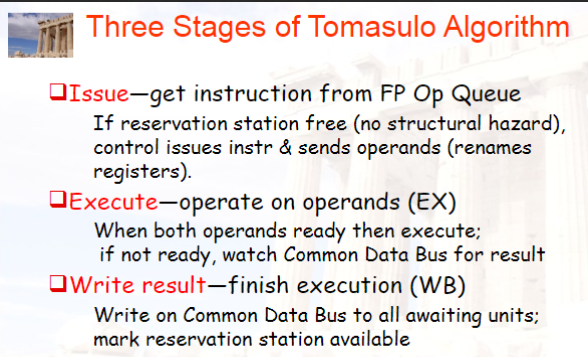 Three Stages of Tomasulo Algorithm
❑Issue—get instruction from FP Op Queue
If reservation station free (no structural hazard),
control issues instr & sends operands (renames
registers).
❑Execute—operate on operands (EX)
When both operands ready then execute;
if not ready, watch Common Data Bus for result
❑Write result—finish execution (WB)
Write on Common Data Bus to all awaiting units;
mark reservation station available